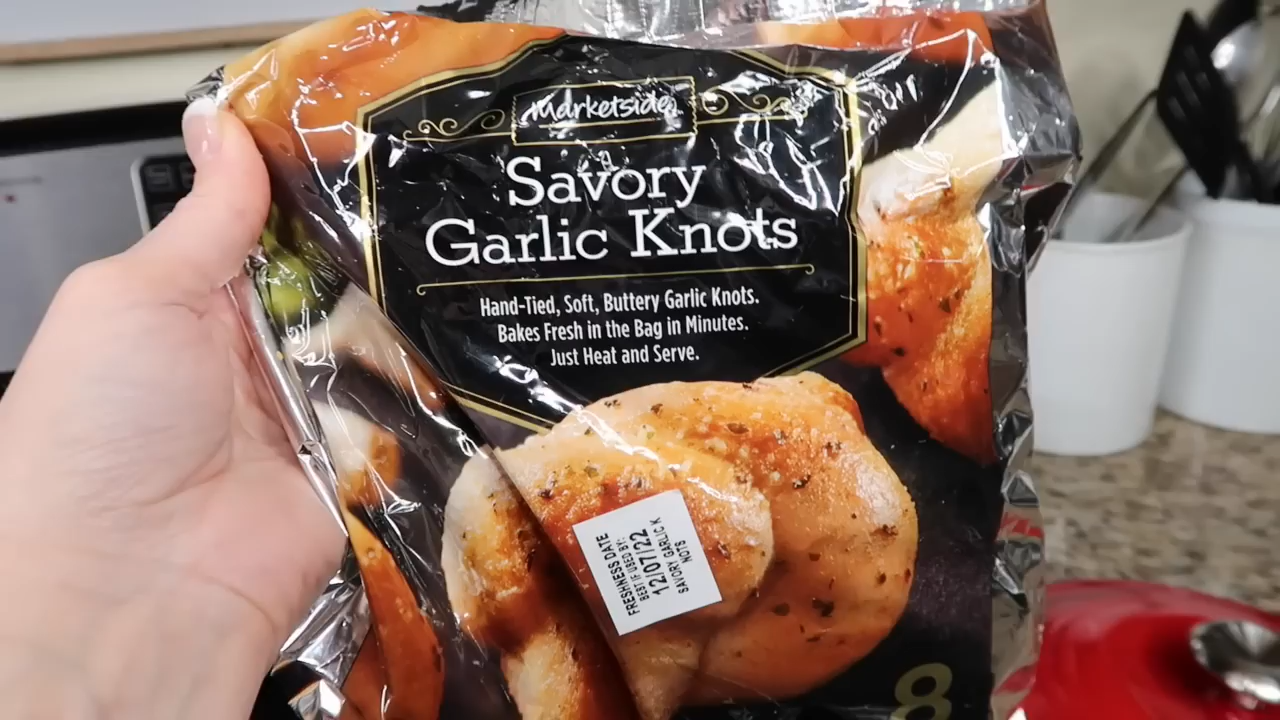 Marketside
Savory
Garlic Knots
Hand-Tied, Soft, Buttery Garlic Knots.
Bakes Fresh in the Bag in Minutes.
Just Heat and Serve.
FRESHNESS DATE
BEST IF USED BY:
12/07/22
SAVORY GARLIC K
NOTS
8